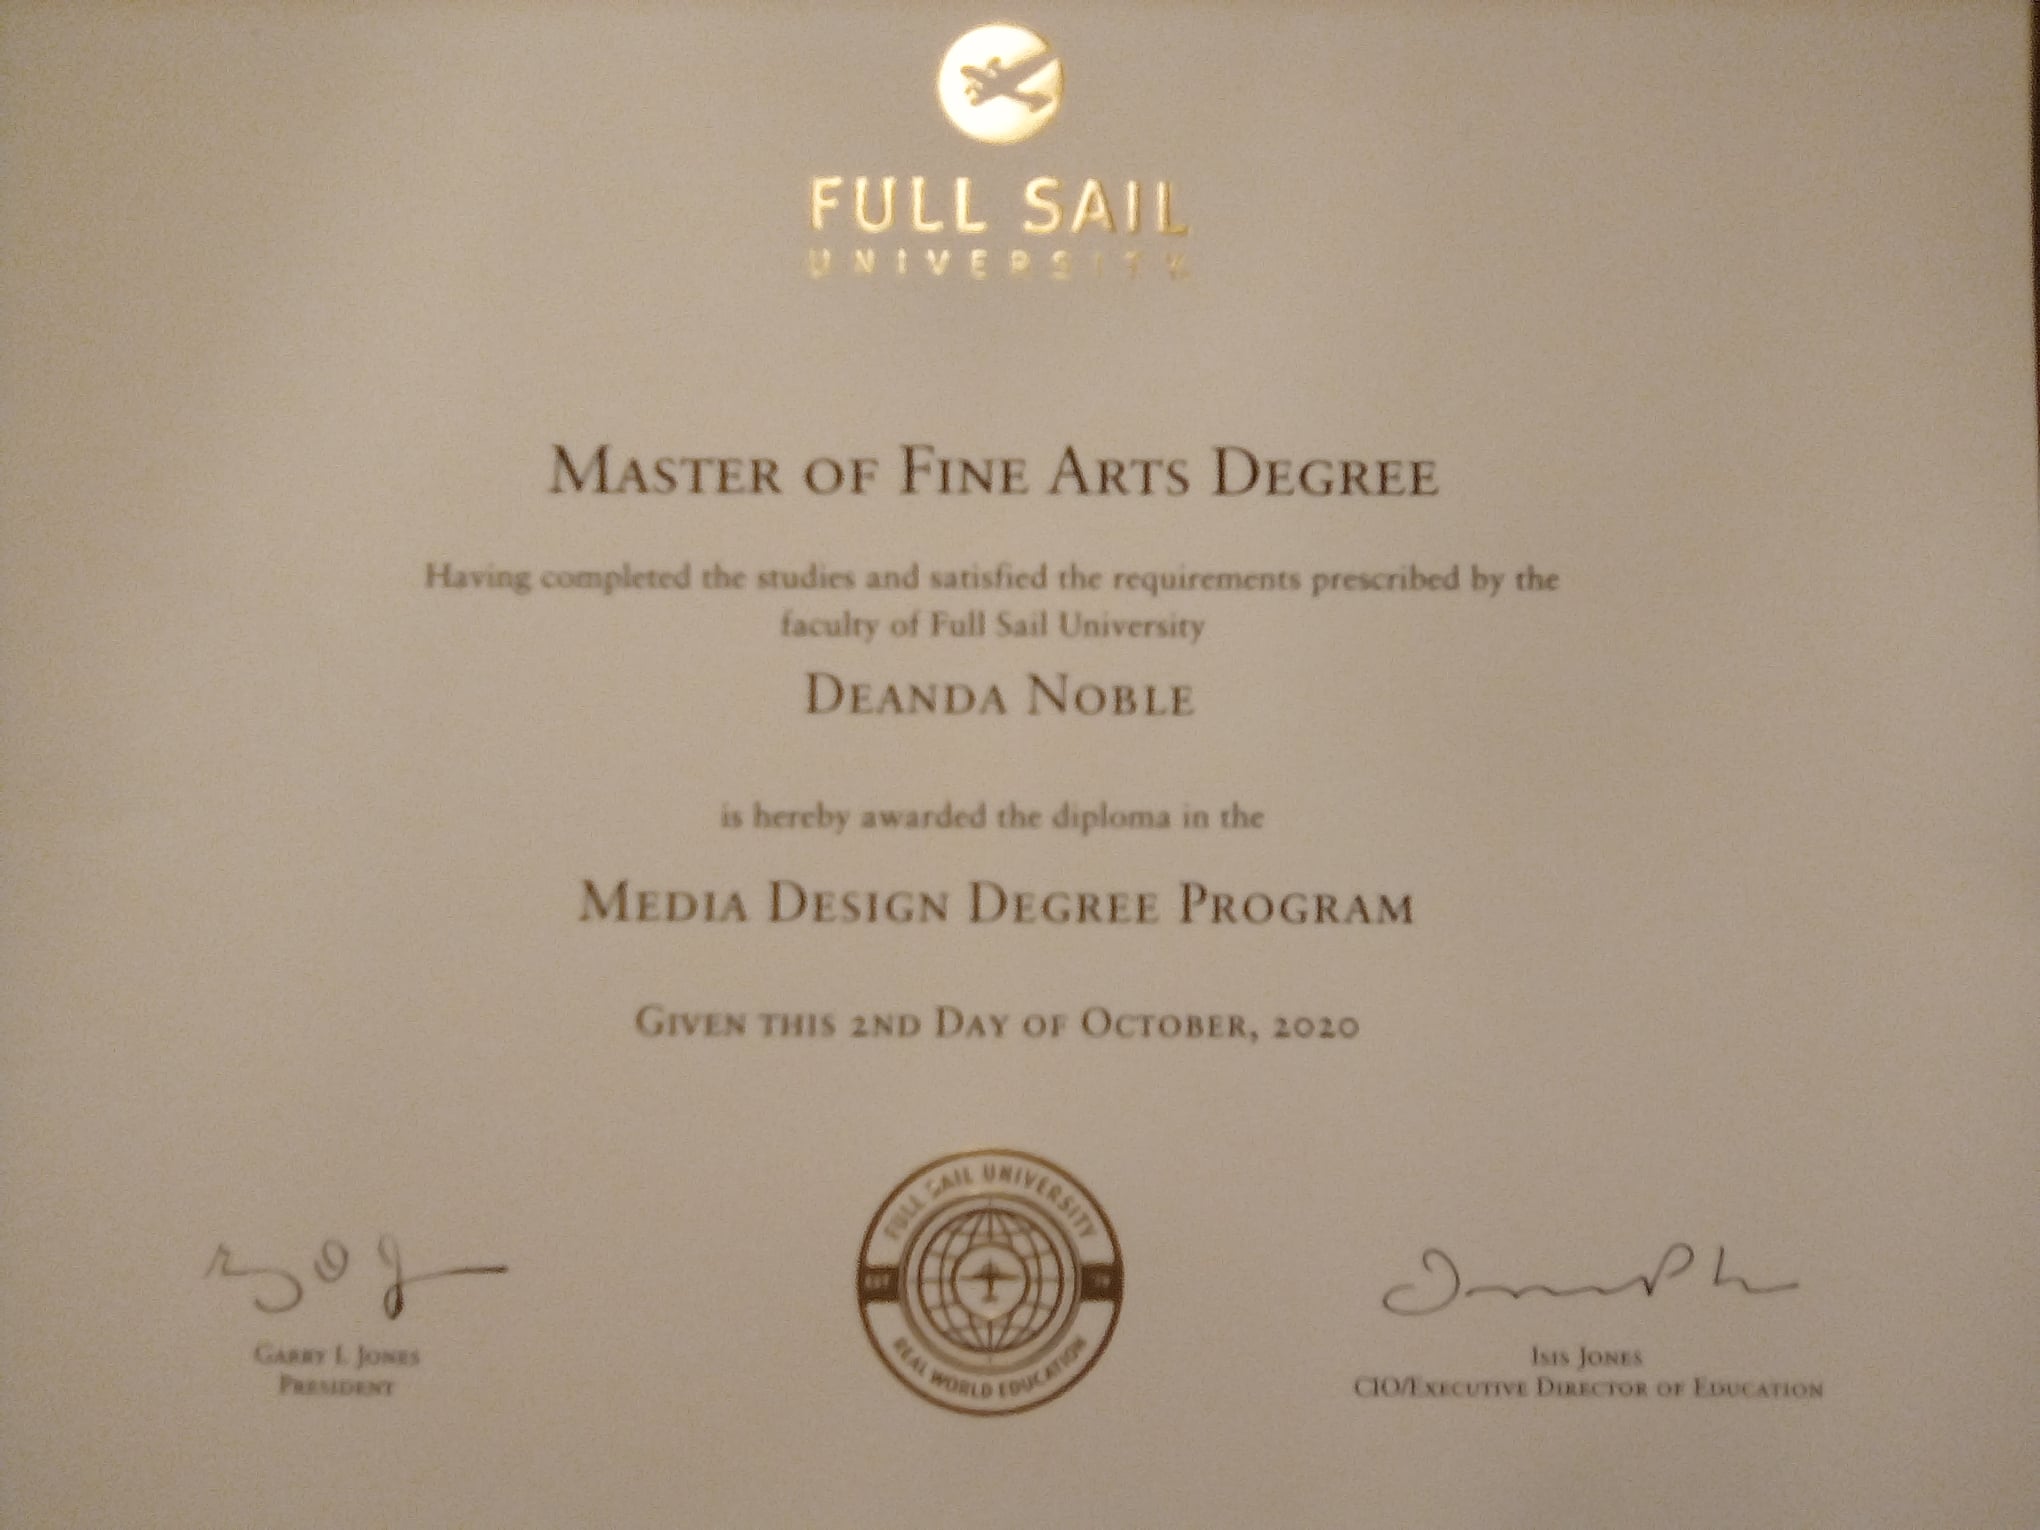 FULL SAIL
UNIVERSITY
MASTER OF FINE ARTS DEGREE
Having completed the studies and satisfied the requirements prescribed by the
faculty of Full Sail University
DEANDA NOBLE
is hereby awarded the diploma in the
MEDIA DESIGN DEGREE PROGRAM
GIVEN THIS 2ND DAY OF OCTOBER, 2020
FULL SAIL UNIVERSITY
EST 79
REAL WORLD EDUCATION
GARRY I. JONES
PRESIDENT
ISIS JONES
CIO/EXECUTIVE DIRECTOR OF EDUCATION